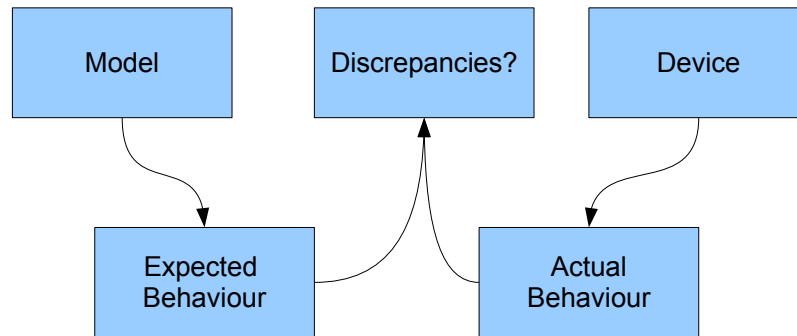 Model
Discrepancies?
Device
Expected
Behaviour
Actual
Behaviour